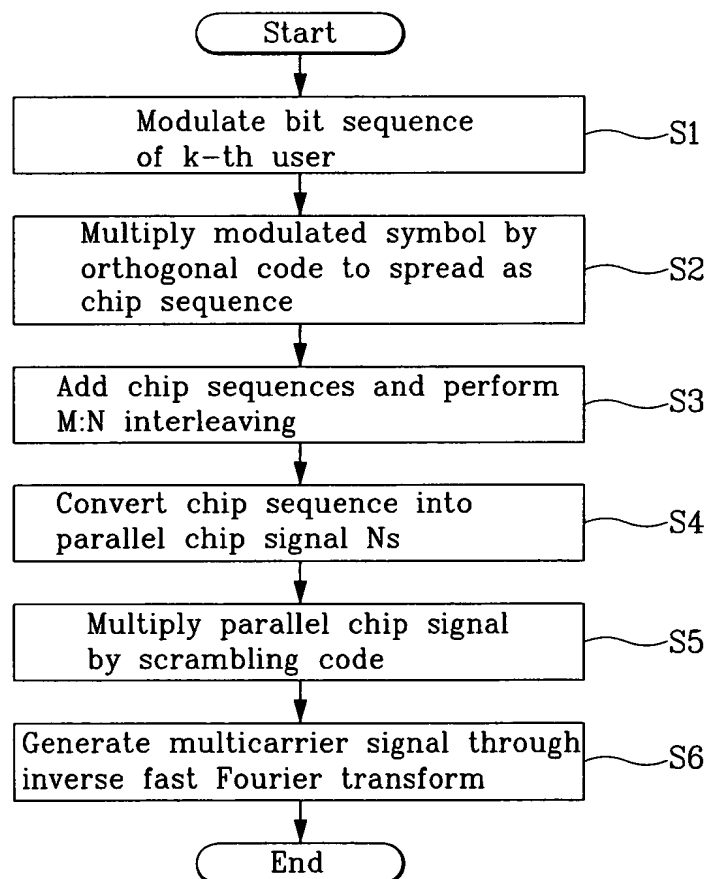 Start
Modulate bit sequence
of k-th user
S1
Multiply modulated symbol by
orthogonal code to spread as
chip sequence
S2
Add chip sequences and perform
M:N interleaving
S3
Convert chip sequence into
parallel chip signal Ns
S4
Multiply parallel chip signal
by scrambling code
S5
Generate multicarrier signal through
inverse fast Fourier transform
S6
End